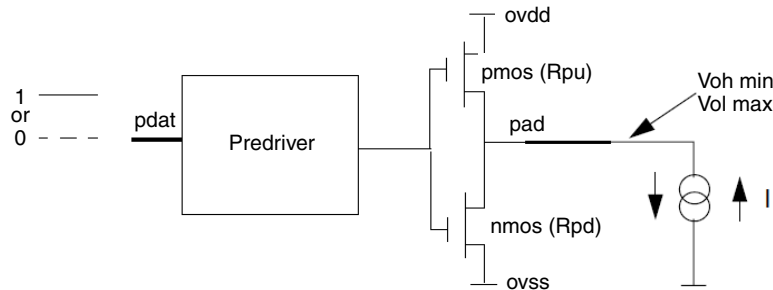 ovdd
pmos (Rpu)
Voh min
Vol max
1
or
0
pdat
Predriver
pad
I
nmos (Rpd)
ovss